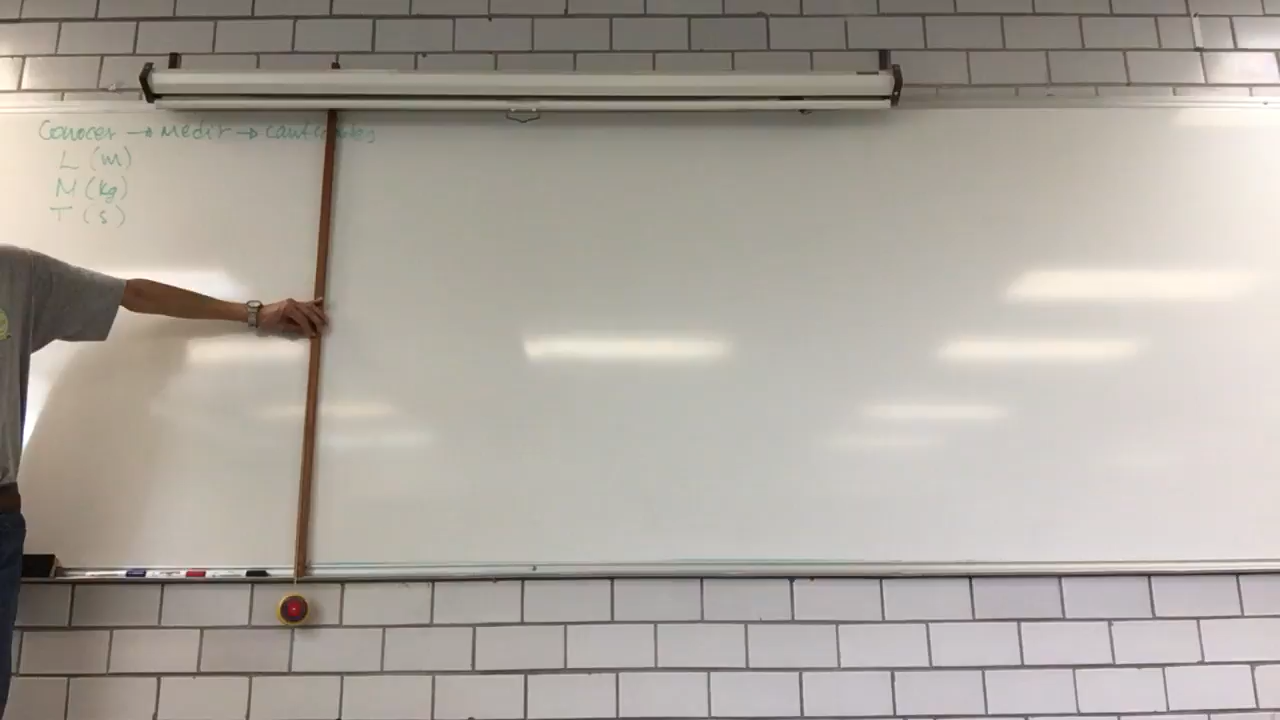 Conocer → medir → cantidades
L (m)
M (kg)
T (s)